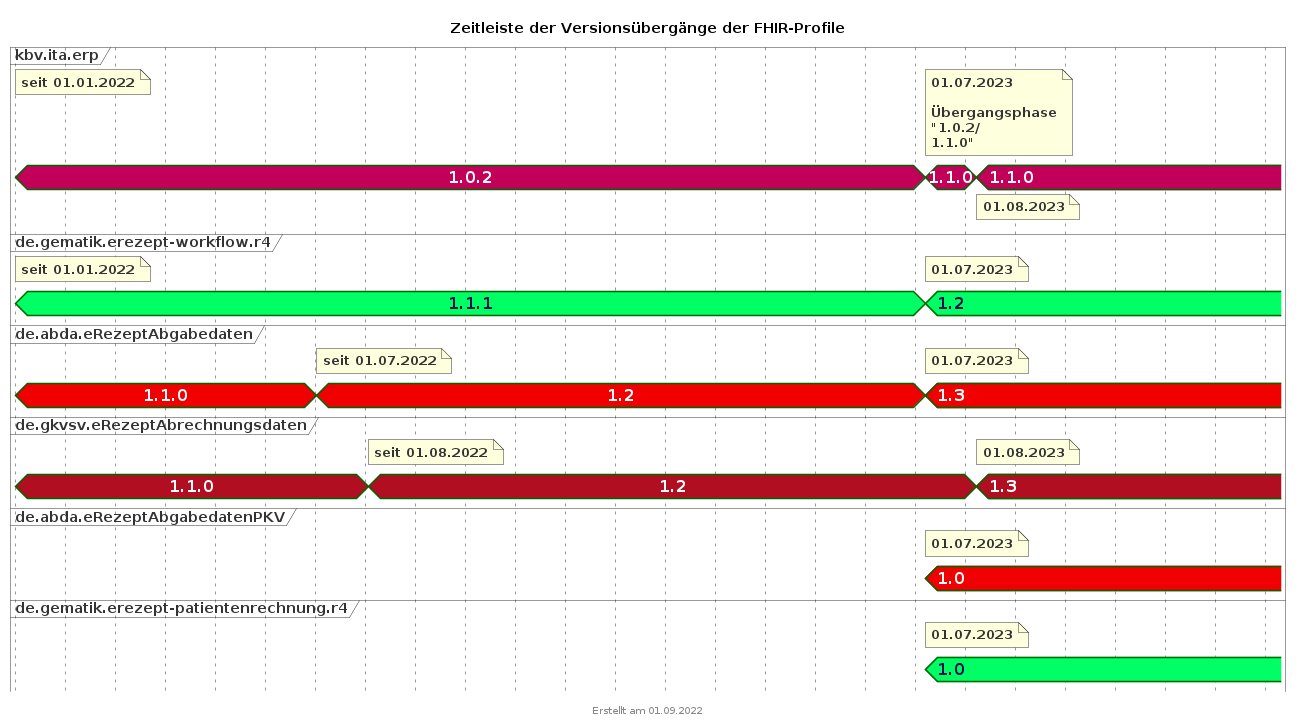 Zeitleiste der Versionsübergänge der FHIR-Profile
kbv.ita.erp
seit 01.01.2022
01.07.2023
Übergangsphase
"1.0.2/
1.1.0"
1.0.2
1.1.0
1.1.0
01.08.2023
de.gematik.erezept-workflow.r4
seit 01.01.2022
01.07.2023
1.1.1
1.2
de.abda.eRezeptAbgabedaten
seit 01.07.2022
01.07.2023
1.1.0
1.2
1.3
de.gkvsv.eRezeptAbrechnungsdaten
seit 01.08.2022
01.08.2023
1.1.0
1.2
1.3
de.abda.eRezeptAbgabedatenPKV
01.07.2023
1.0
de.gematik.erezept-patientenrechnung.r4
01.07.2023
1.0
Erstellt am 01.09.2022